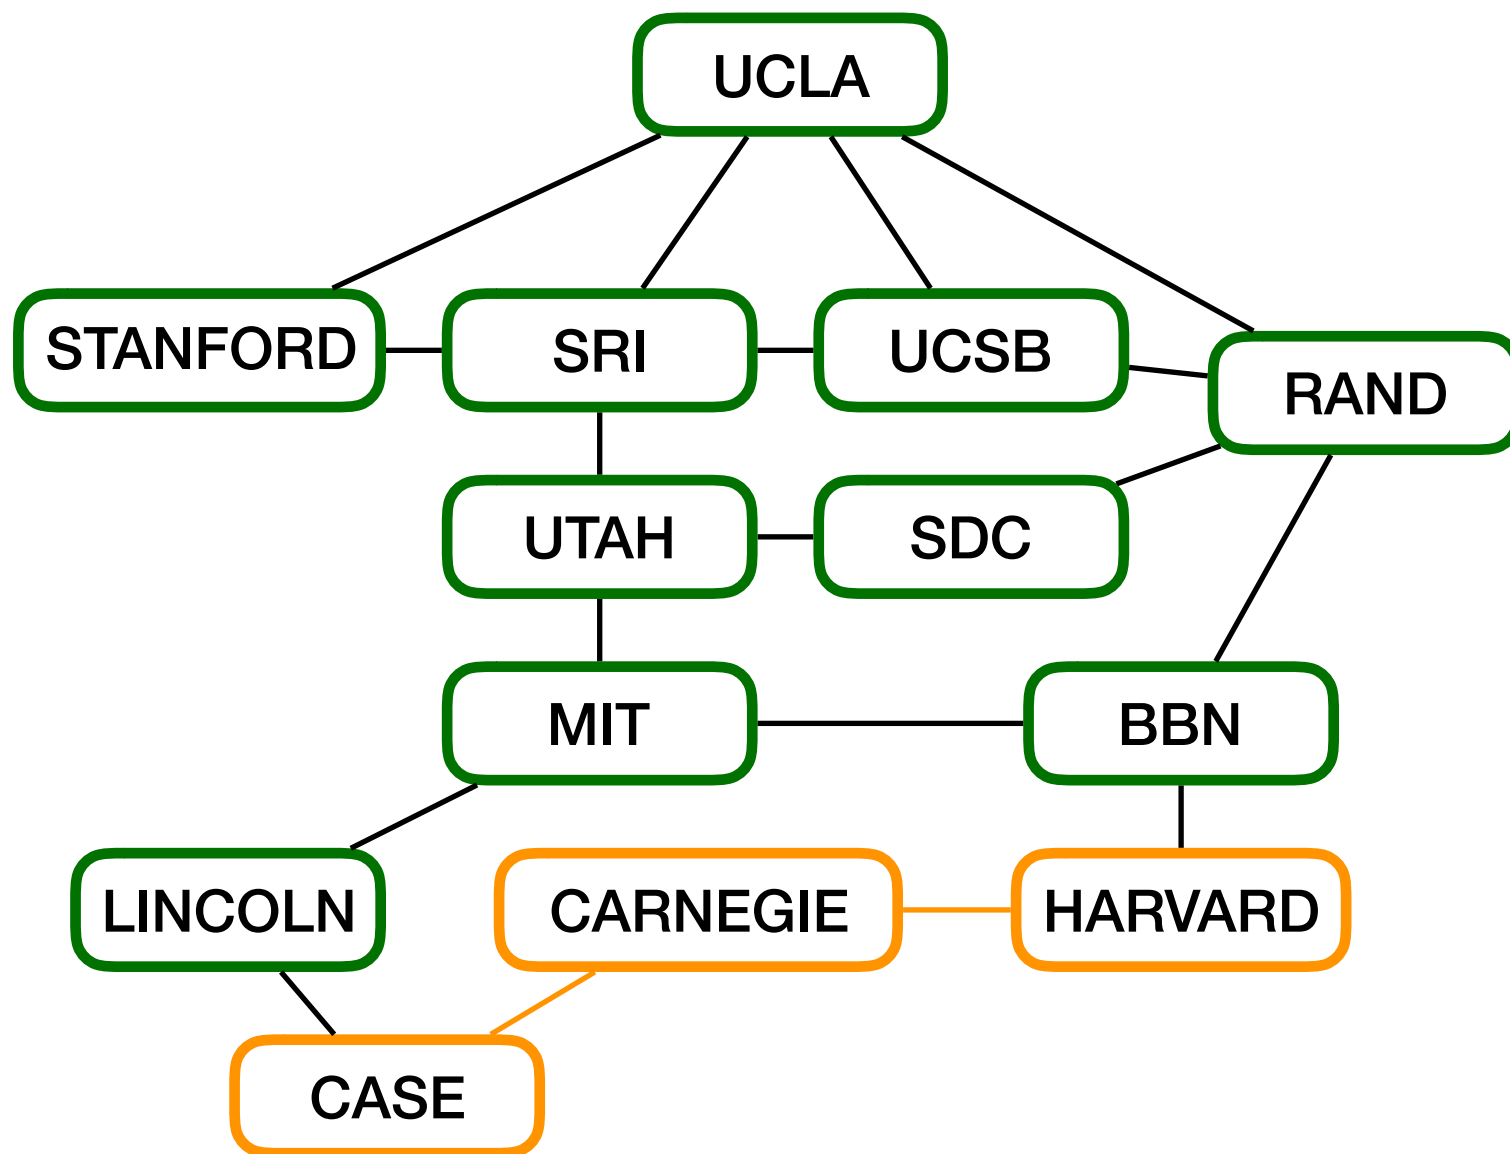 UCLA
STANFORD
SRI
UCSB
RAND
UTAH
SDC
MIT
BBN
LINCOLN
CARNEGIE
HARVARD
CASE